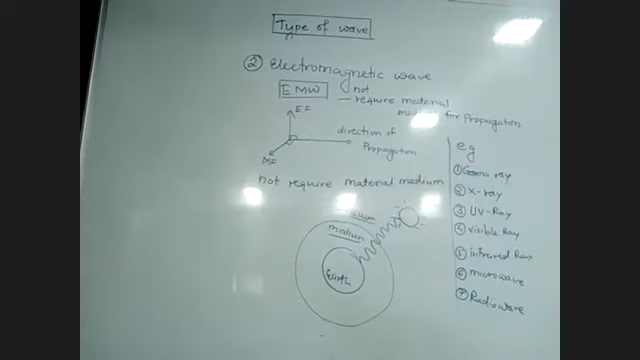 Type of wave
② Electromagnetic wave
EMW
not
— require material
medium for Propagation
EF
direction of
Propagation
MF
not require material medium
medium
Earth
eg
① Gama ray
② X-ray
③ UV-Ray
④ visible Ray
⑤ infrared Ray
⑥ microwave
⑦ Radiowave